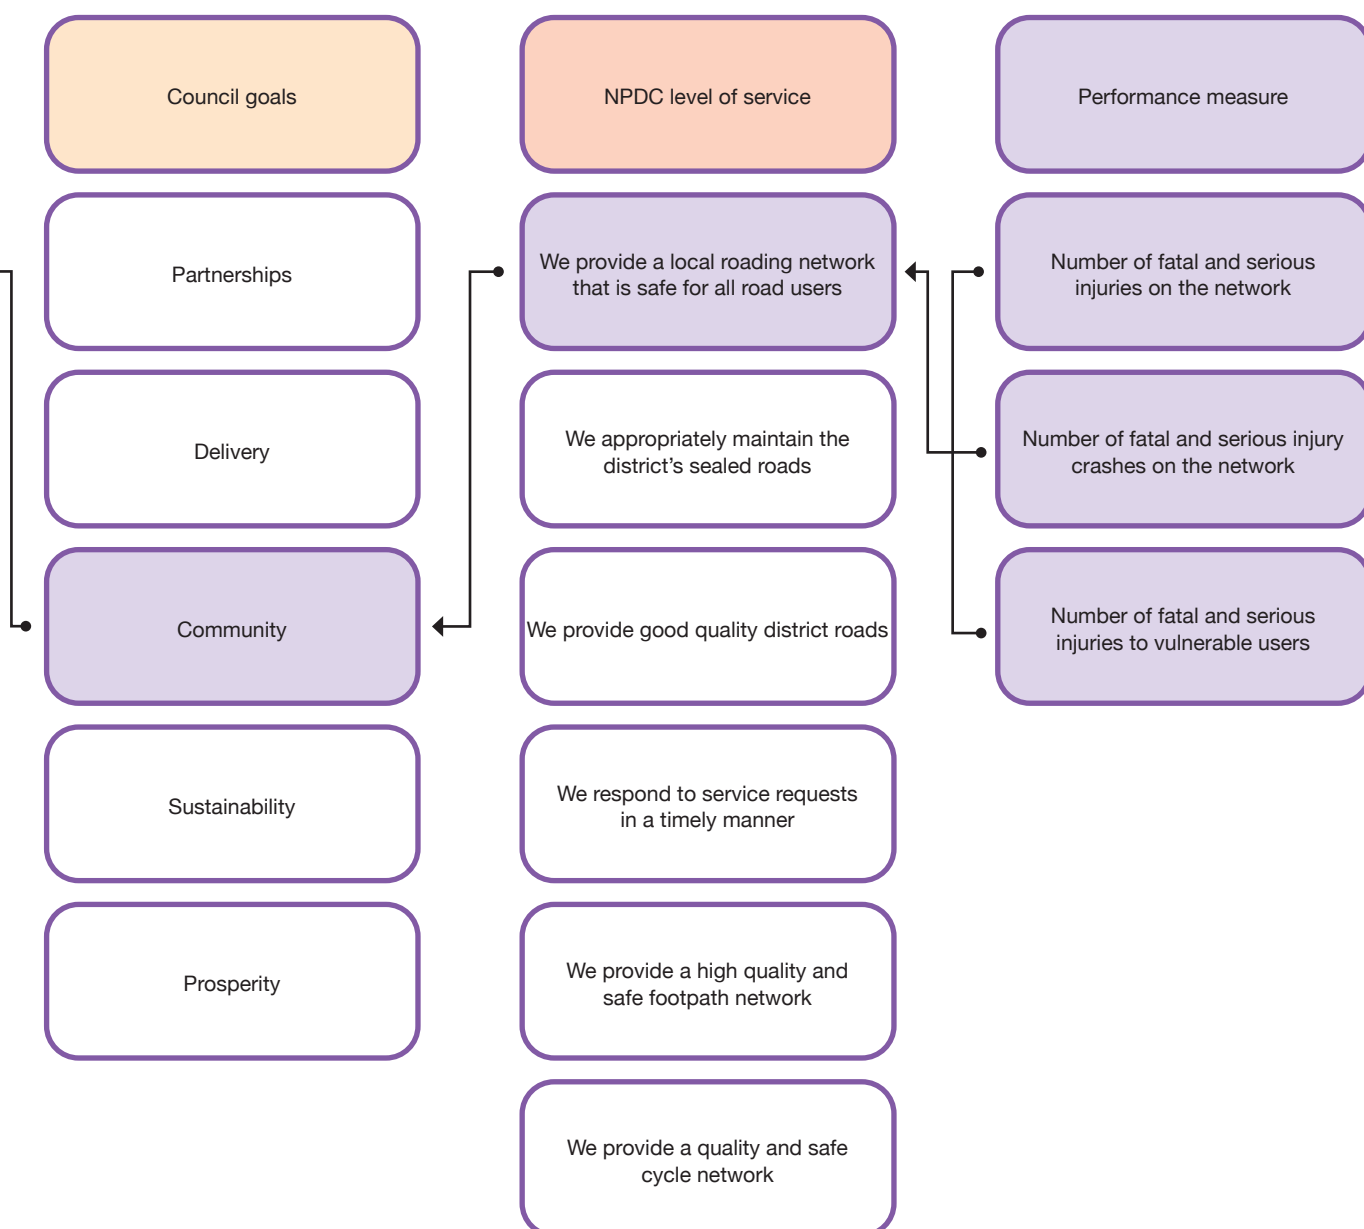 Council goals
NPDC level of service
Performance measure
Partnerships
We provide a local roading network
that is safe for all road users
Number of fatal and serious
injuries on the network
Delivery
We appropriately maintain the
district’s sealed roads
Number of fatal and serious injury
crashes on the network
Community
We provide good quality district roads
Number of fatal and serious
injuries to vulnerable users
Sustainability
We respond to service requests
in a timely manner
Prosperity
We provide a high quality and
safe footpath network
We provide a quality and safe
cycle network